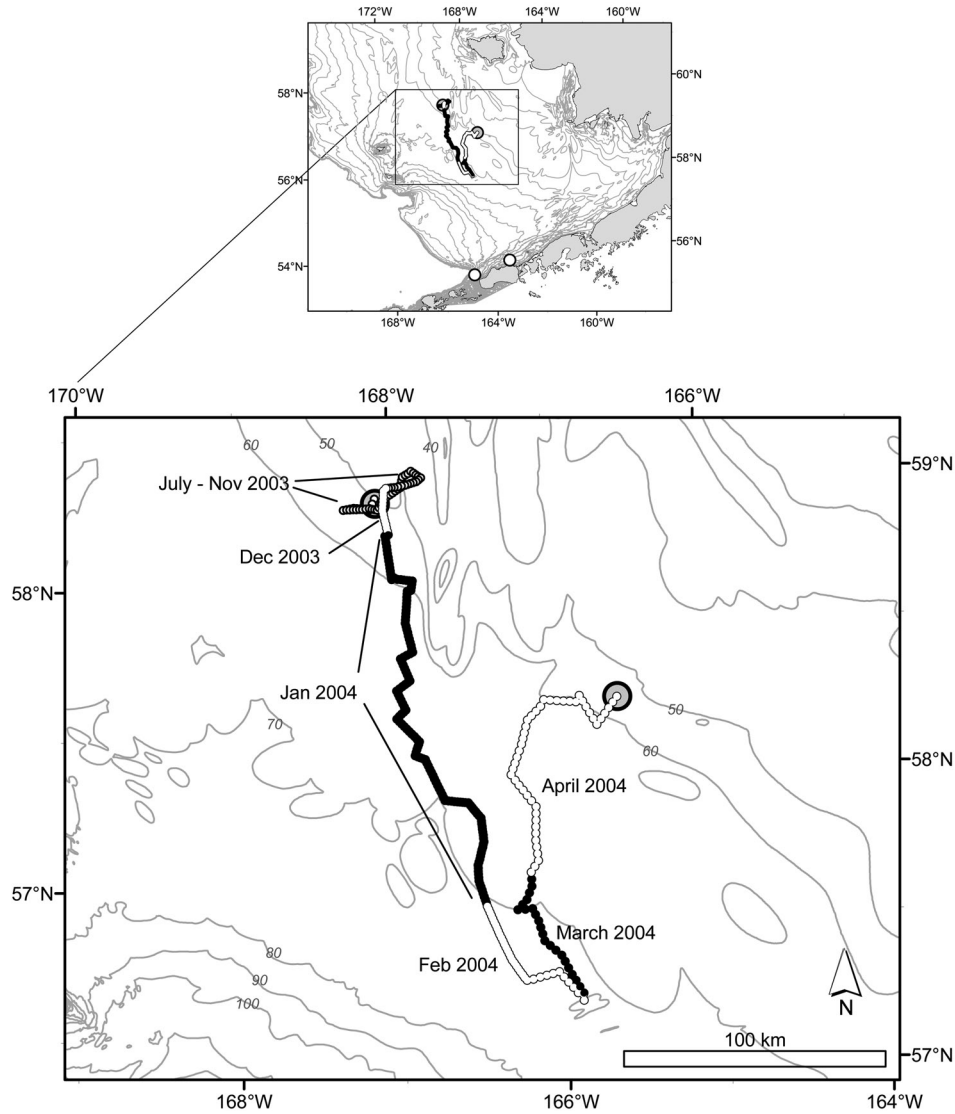 172°W 168°W 164°W 160°W
60°N
58°N
58°N
56°N
56°N
54°N
168°W 164°W 160°W
170°W 168°W 166°W
60 50 40
59°N
July - Nov 2003
Dec 2003
58°N
Jan 2004
50
70
60
58°N
April 2004
57°N
March 2004
Feb 2004
80
90
100
N
100 km
57°N
168°W 166°W 164°W